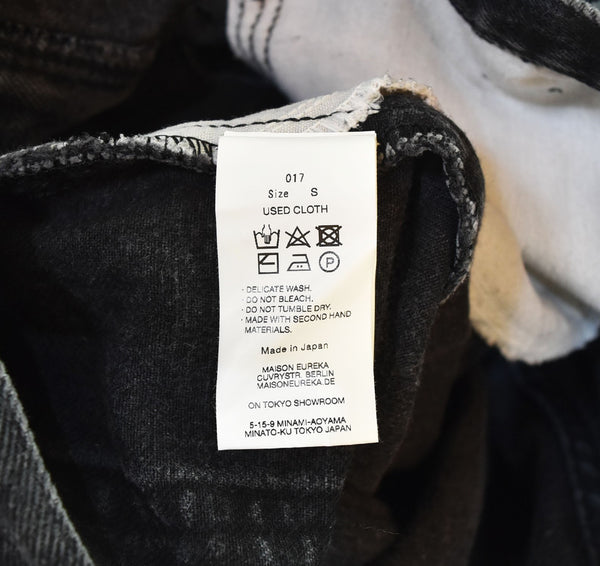 017
Size S
USED CLOTH
P
· DELICATE WASH.
· DO NOT BLEACH.
· DO NOT TUMBLE DRY.
· MADE WITH SECOND HAND
MATERIALS.
Made in Japan
MAISON EUREKA
CUVRYSTR. BERLIN
MAISONEUREKA.DE
ON TOKYO SHOWROOM
5-15-9 MINAMI-AOYAMA
MINATO-KU TOKYO JAPAN